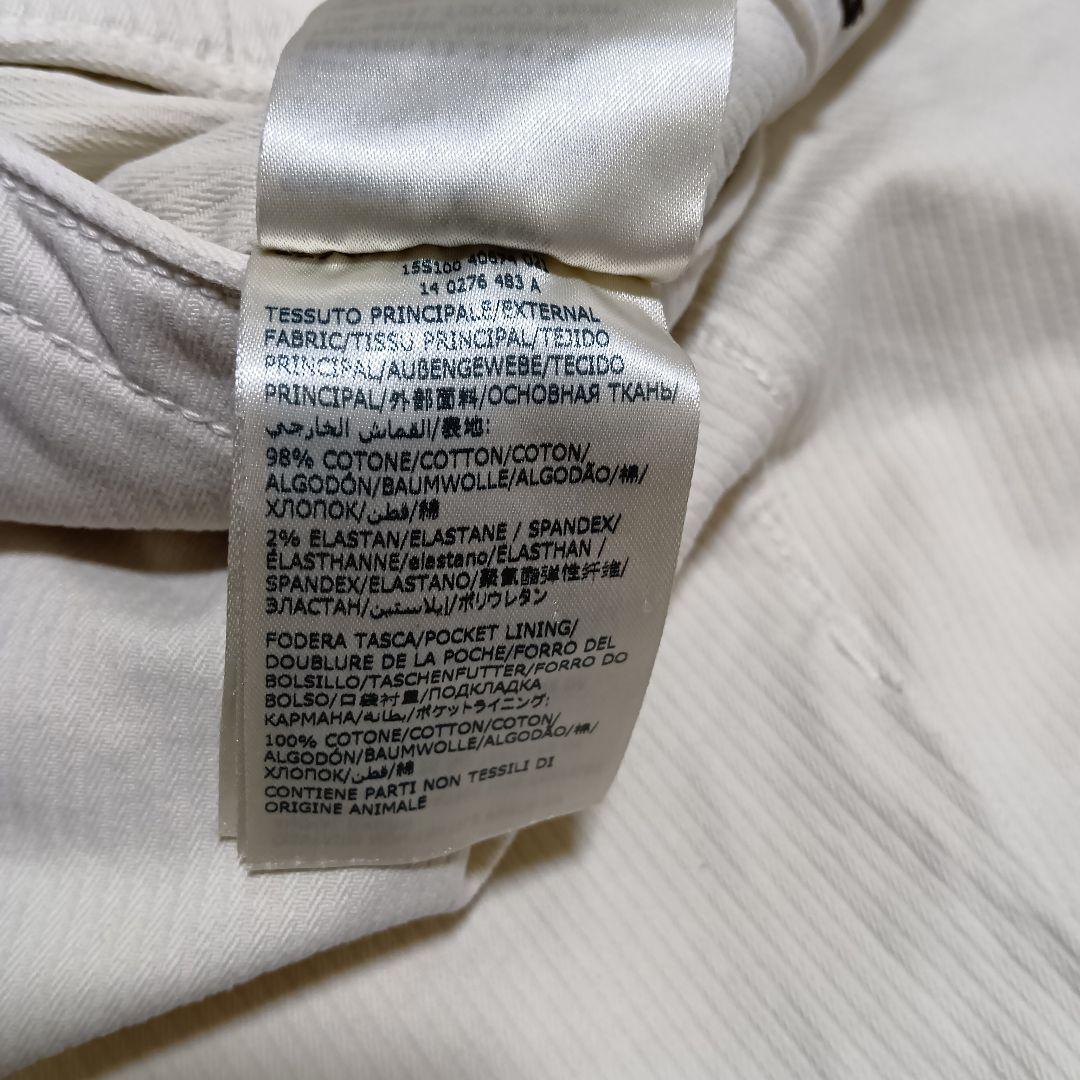 14 0276 483 A
TESSUTO PRINCIPALE/EXTERNAL
FABRIC/TISSU PRINCIPAL/TEJIDO
PRINCIPAL/AUßENGEWEBE/TECIDO
PRINCIPAL/外部面料/ОСНОВНАЯ ТКАНЬ/
القماش الخارجي/表地:
98% COTONE/COTTON/COTON/
ALGODÓN/BAUMWOLLE/ALGODÃO/棉/
ХЛОПОК/قطن/綿
2% ELASTAN/ELASTANE / SPANDEX/
ÉLASTHANNE/elastano/ELASTHAN /
SPANDEX/ELASTANO/聚氨酯弹性纤维/
ЭЛАСТАН/إيلاستين/ポリウレタン
FODERA TASCA/POCKET LINING/
DOUBLURE DE LA POCHE/FORRO DEL
BOLSILLO/TASCHENFUTTER/FORRO DO
BOLSO/口袋衬里/ПОДКЛАДКА
КАРМАНА/بطانة/ポケットライニング:
100% COTONE/COTTON/COTON/
ALGODÓN/BAUMWOLLE/ALGODÃO/棉/
ХЛОПОК/قطن/綿
CONTIENE PARTI NON TESSILI DI
ORIGINE ANIMALE